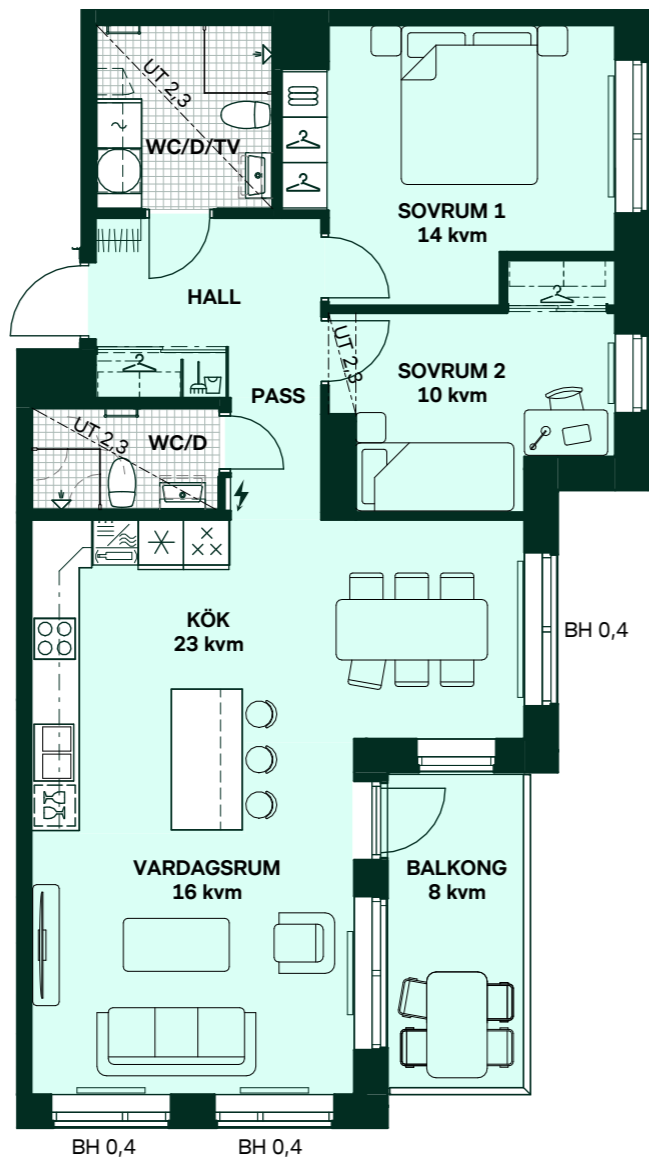 UT 2,3
WC/D/TV
SOVRUM 1
14 kvm
HALL
UT 2,3
SOVRUM 2
10 kvm
PASS
UT 2,3
WC/D
KÖK
23 kvm
BH 0,4
VARDAGSRUM
16 kvm
BALKONG
8 kvm
BH 0,4
BH 0,4